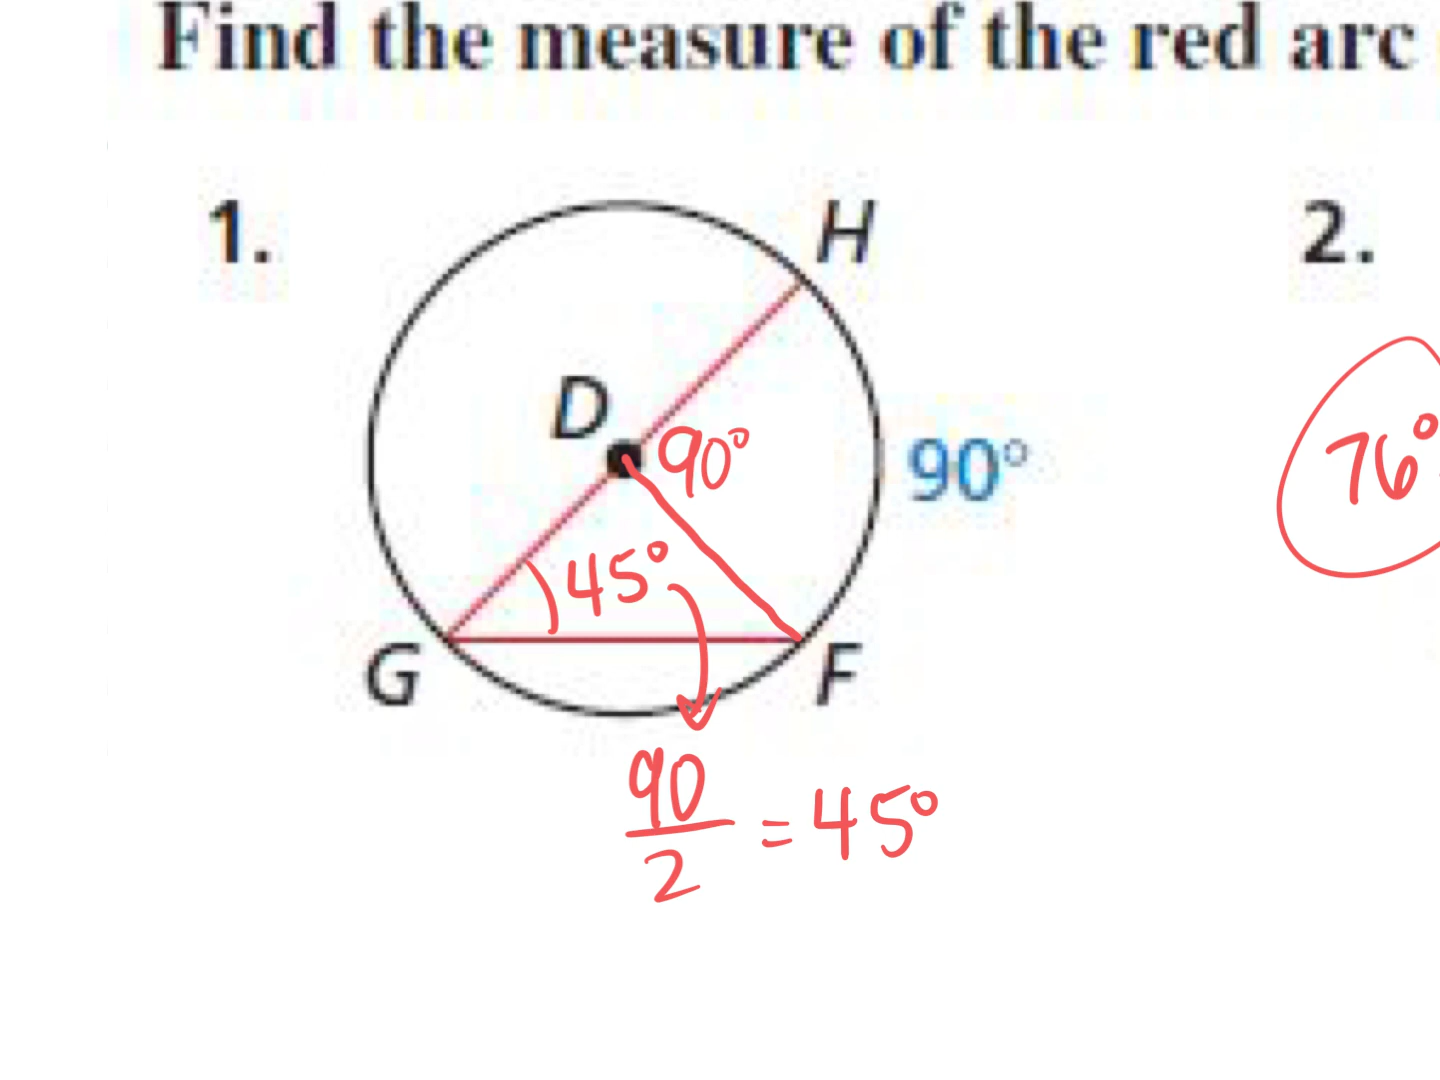 Find the measure of the red arc
1.
H
2.
D
90°
90°
76°
45°
G
F
90
2
= 45°